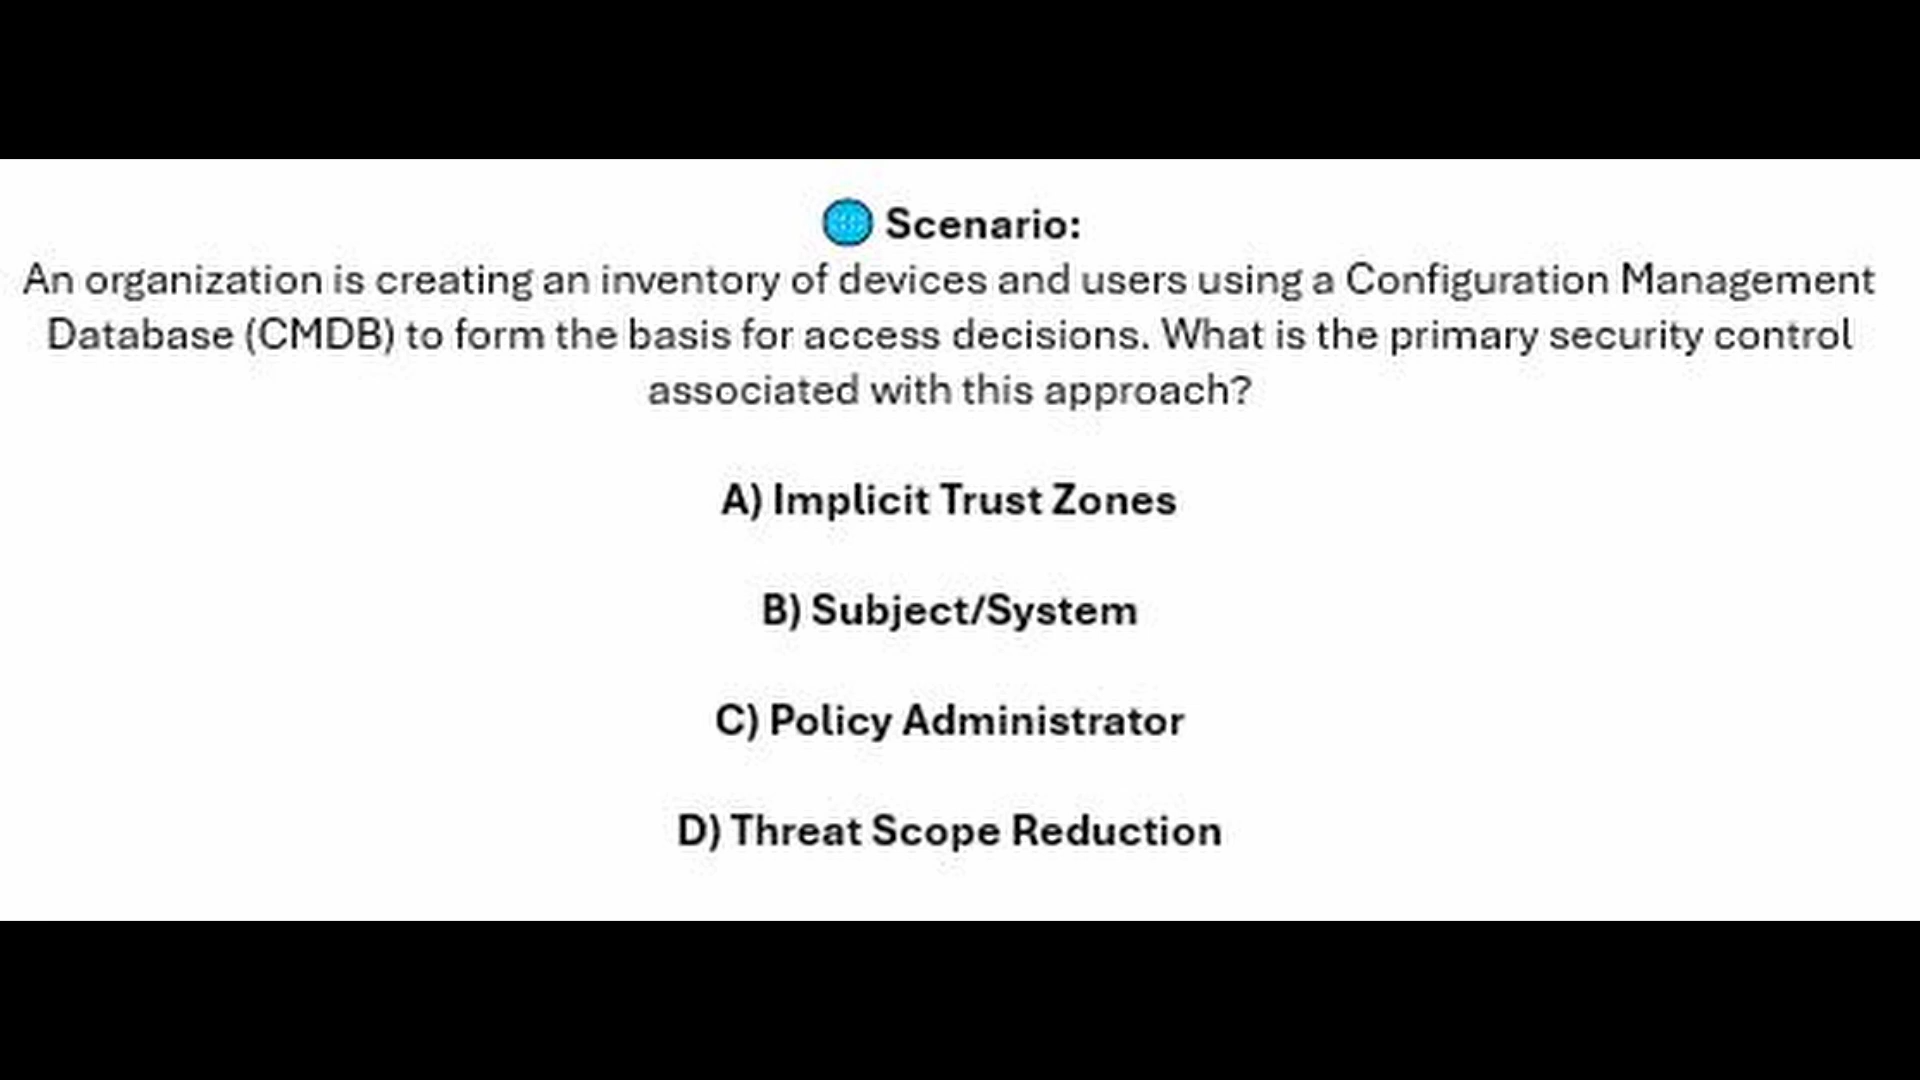 Scenario:
An organization is creating an inventory of devices and users using a Configuration Management
Database (CMDB) to form the basis for access decisions. What is the primary security control
associated with this approach?
A) Implicit Trust Zones
B) Subject/System
C) Policy Administrator
D) Threat Scope Reduction